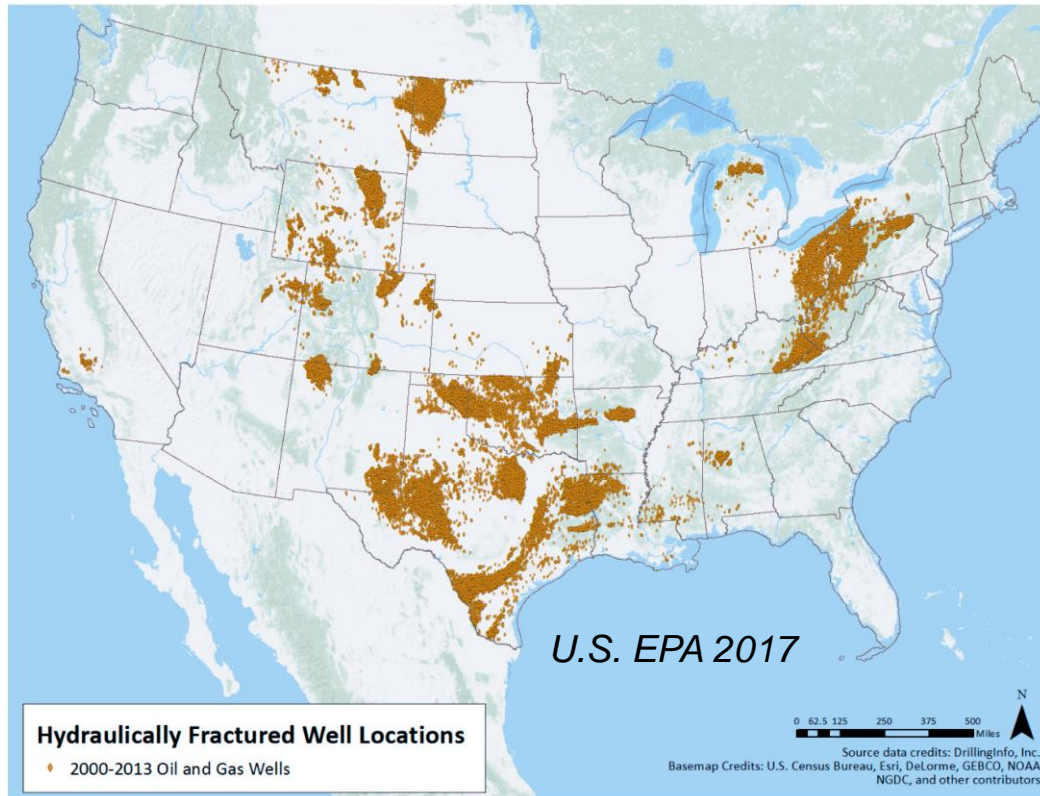 U.S. EPA 2017
Hydraulically Fractured Well Locations
2000-2013 Oil and Gas Wells
N
0 62.5 125 250 375 500
Miles
Source data credits: DrillingInfo, Inc.
Basemap Credits: U.S. Census Bureau, Esri, DeLorme, GEBCO, NOAA
NGDC, and other contributors